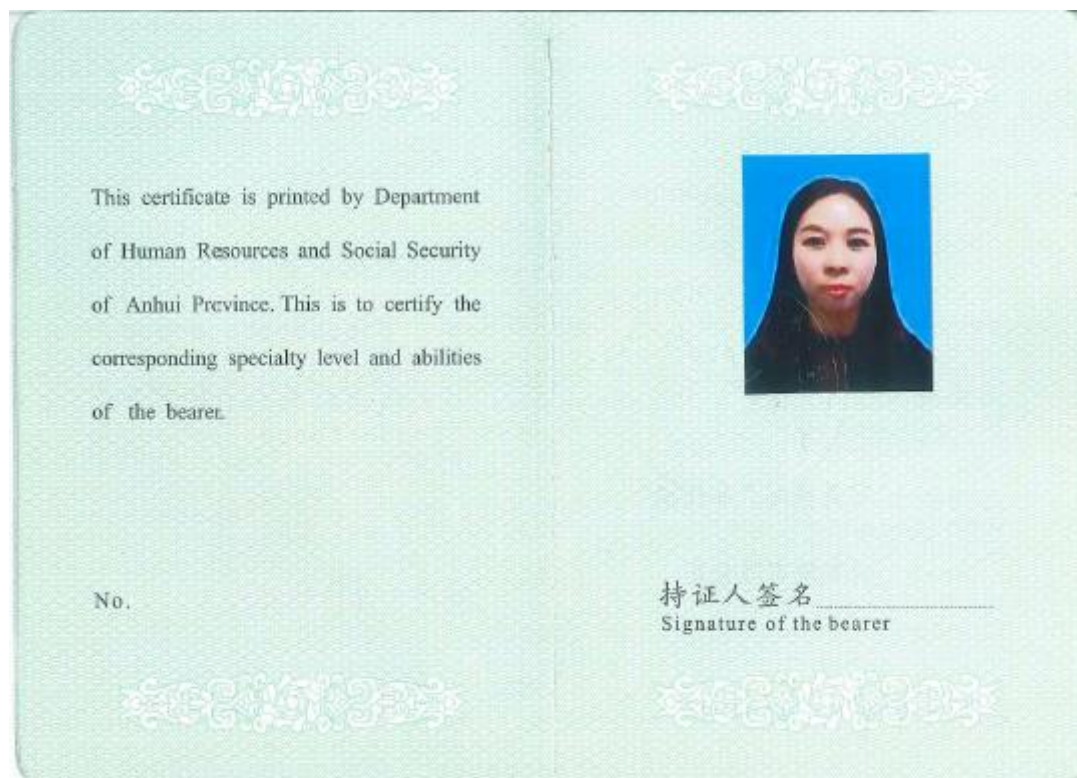 This certificate is printed by Department
of Human Resources and Social Security
of Anhui Province. This is to certify the
corresponding specialty level and abilities
of the bearer.
No.
持证人签名
Signature of the bearer